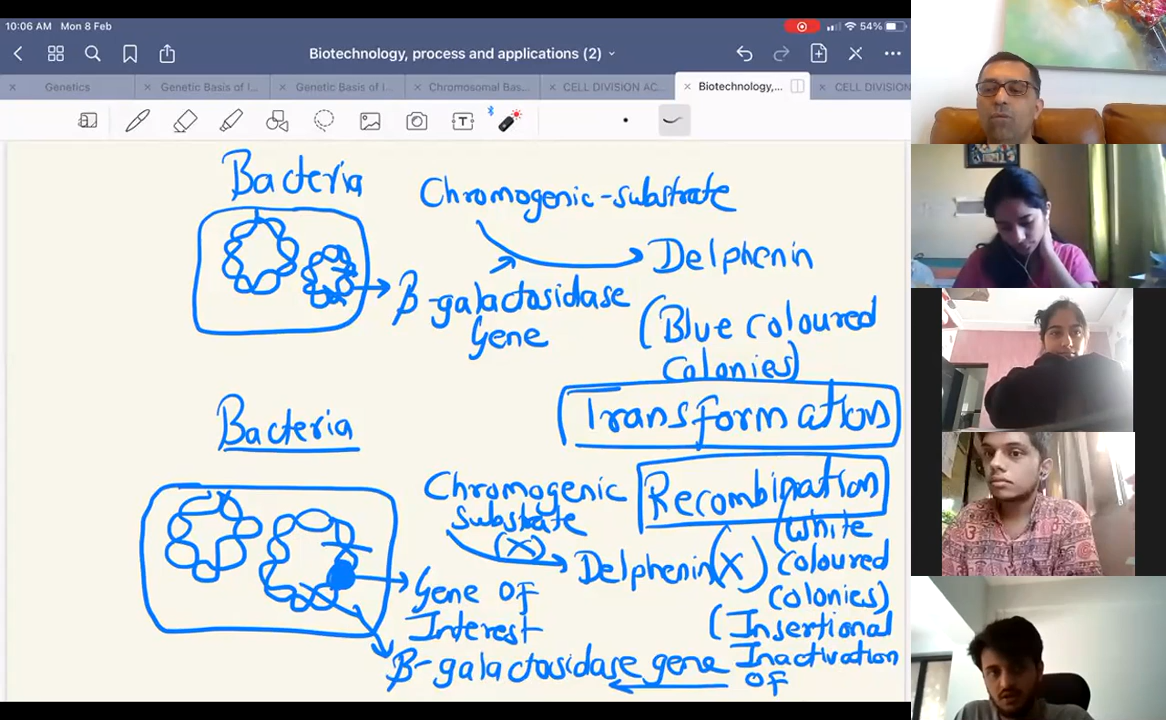 10:06 AM Mon 8 Feb
54%
Biotechnology, process and applications (2)
Genetics
Genetic Basis of I...
Genetic Basis of I...
Chromosomal Bas...
CELL DIVISION AC...
Biotechnology,...
CELL DIVISION
Bacteria
Chromogenic-substrate
Delphenin
β-galactosidase
Gene
(Blue coloured
Colonies)
Transformation
Bacteria
Chromogenic
Substrate
(X)
Recombination
Delphenin(X)
(white
coloured
colonies)
Gene OF
Interest
(Insertional
Inactivation
OF
β-galactosidase gene